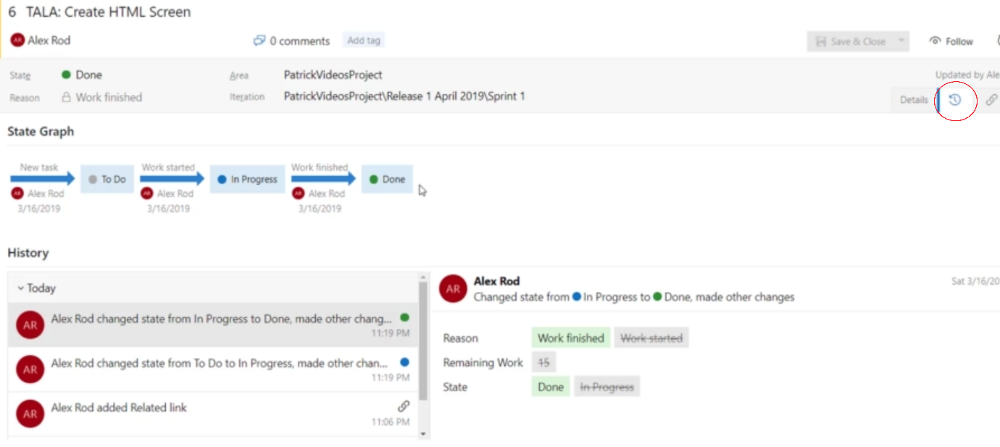 6 TALA: Create HTML Screen
AR Alex Rod 0 comments Add tag Save & Close Follow
State Done Area PatrickVideosProject Updated by Ale
Reason Work finished Iteration PatrickVideosProject\Release 1 April 2019\Sprint 1 Details
State Graph
New task Work started Work finished
To Do In Progress Done
AR Alex Rod AR Alex Rod AR Alex Rod
3/16/2019 3/16/2019 3/16/2019
History
Today
AR Alex Rod changed state from In Progress to Done, made other chang...
11:19 PM
AR Alex Rod changed state from To Do to In Progress, made other chan...
11:19 PM
AR Alex Rod added Related link
11:06 PM
AR Alex Rod Sat 3/16/20
Changed state from In Progress to Done, made other changes
Reason Work finished Work started
Remaining Work 15
State Done In Progress